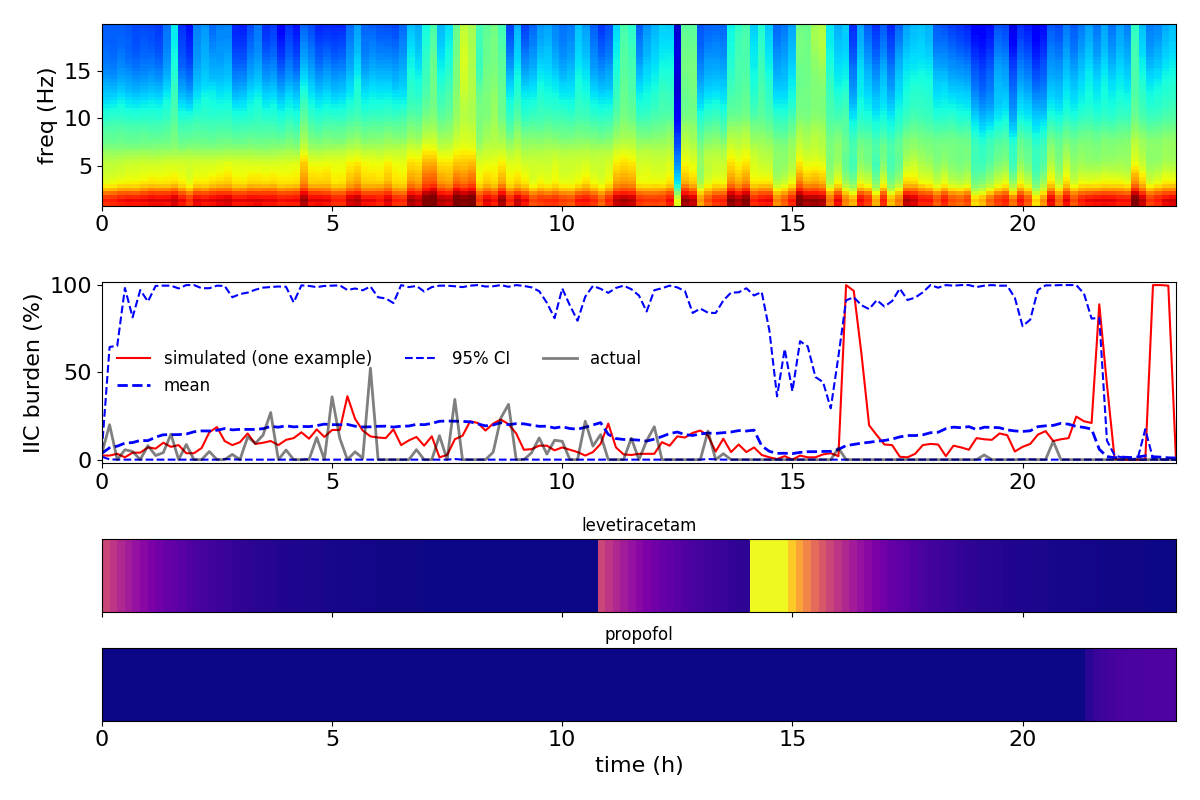 freq (Hz)
15
10
5
0 5 10 15 20
IIC burden (%)
100
50
0
simulated (one example) 95% CI actual
mean
0 5 10 15 20
levetiracetam
propofol
0 5 10 15 20
time (h)